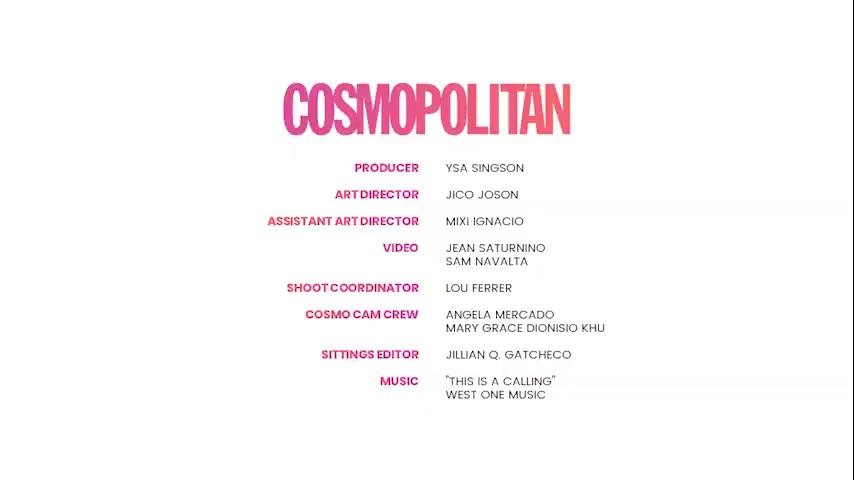 COSMOPOLITAN
PRODUCER YSA SINGSON
ART DIRECTOR JICO JOSON
ASSISTANT ART DIRECTOR MIXI IGNACIO
VIDEO JEAN SATURNINO
SAM NAVALTA
SHOOT COORDINATOR LOU FERRER
COSMO CAM CREW ANGELA MERCADO
MARY GRACE DIONISIO KHU
SITTINGS EDITOR JILLIAN Q. GATCHECO
MUSIC "THIS IS A CALLING"
WEST ONE MUSIC